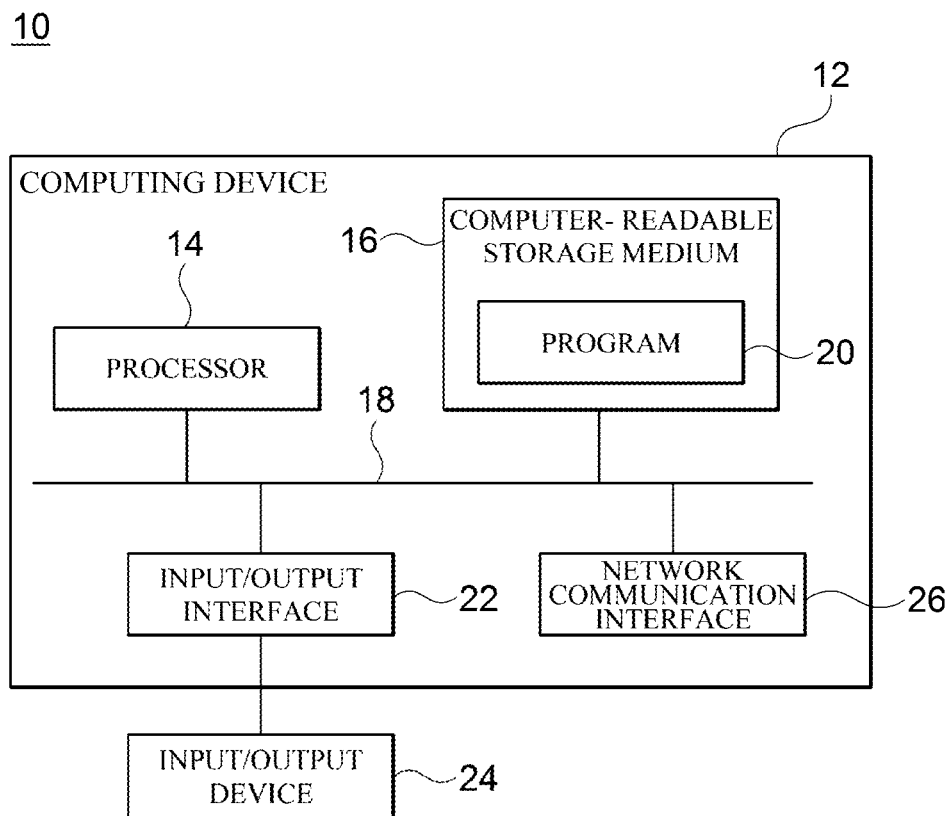 10
12
COMPUTING DEVICE
14
PROCESSOR
16
COMPUTER- READABLE
STORAGE MEDIUM
PROGRAM
20
18
INPUT/OUTPUT
INTERFACE
22
NETWORK
COMMUNICATION
INTERFACE
26
INPUT/OUTPUT
DEVICE
24